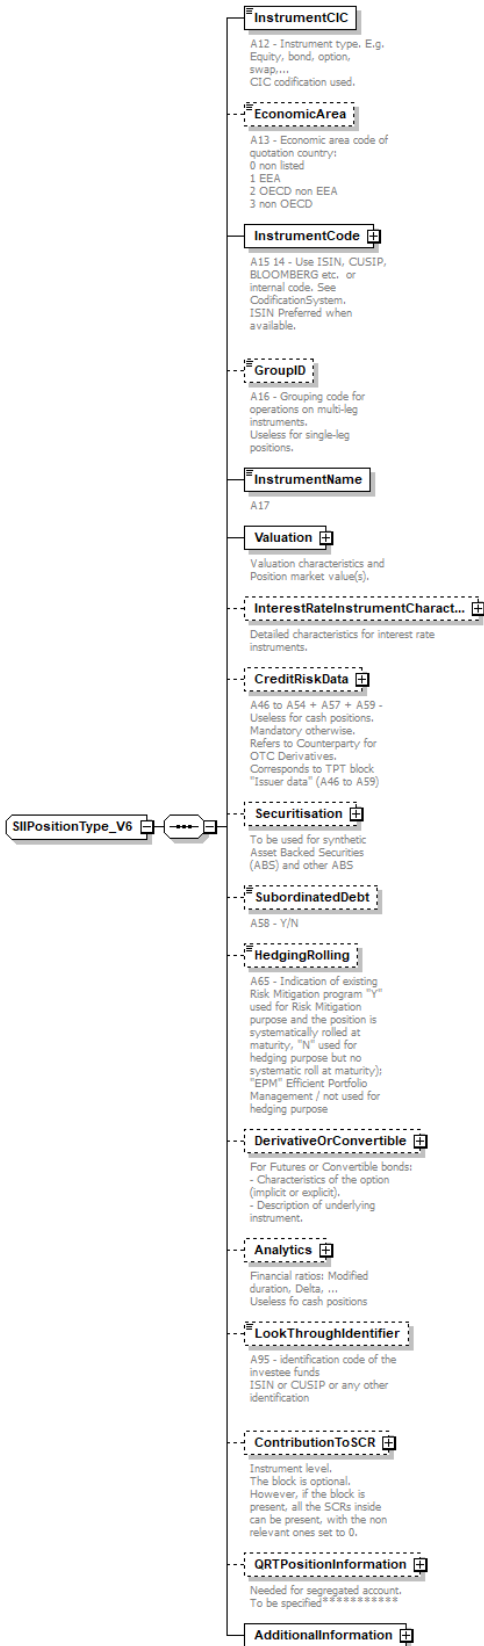 InstrumentCIC
A12 - Instrument type. E.g.
Equity, bond, option,
swap,...
CIC codification used.
EconomicArea
A13 - Economic area code of
quotation country:
0 non listed
1 EEA
2 OECD non EEA
3 non OECD
InstrumentCode
A15 14 - Use ISIN, CUSIP,
BLOOMBERG etc. or
internal code. See
CodificationSystem.
ISIN Preferred when
available.
GroupID
A16 - Grouping code for
operations on multi-leg
instruments.
Useless for single-leg
positions.
InstrumentName
A17
Valuation
Valuation characteristics and
Position market value(s).
InterestRateInstrumentCharact...
Detailed characteristics for interest rate
instruments.
CreditRiskData
A46 to A54 + A57 + A59 -
Useless for cash positions.
Mandatory otherwise.
Refers to Counterparty for
OTC Derivatives.
Corresponds to TPT block
"Issuer data" (A46 to A59)
SIIPositionType_V6
Securitisation
To be used for synthetic
Asset Backed Securities
(ABS) and other ABS
SubordinatedDebt
A58 - Y/N
HedgingRolling
A65 - Indication of existing
Risk Mitigation program "Y"
used for Risk Mitigation
purpose and the position is
systematically rolled at
maturity, "N" used for
hedging purpose but no
systematic roll at maturity);
"EPM" Efficient Portfolio
Management / not used for
hedging purpose
DerivativeOrConvertible
For Futures or Convertible bonds:
- Characteristics of the option
(implicit or explicit).
- Description of underlying
instrument.
Analytics
Financial ratios: Modified
duration, Delta, ...
Useless fo cash positions
LookThroughIdentifier
A95 - identification code of the
investee funds
ISIN or CUSIP or any other
identification
ContributionToSCR
Instrument level.
The block is optional.
However, if the block is
present, all the SCRs inside
can be present, with the non
relevant ones set to 0.
QRTPositionInformation
Needed for segregated account.
To be specified***********
AdditionalInformation